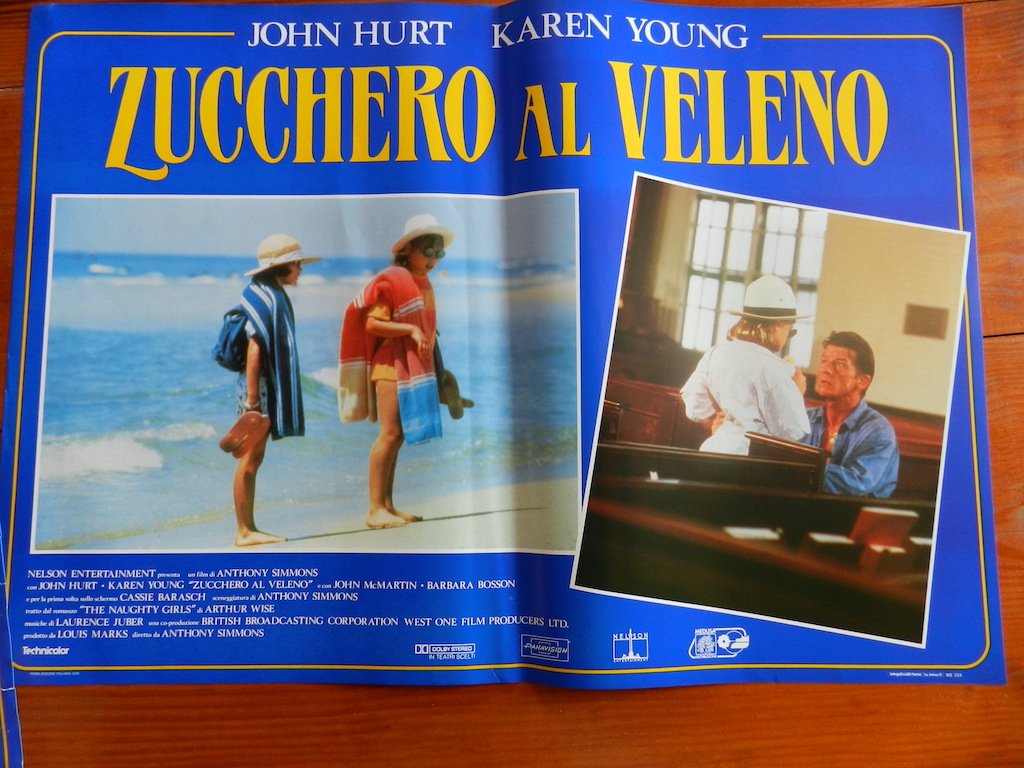 JOHN HURT KAREN YOUNG
ZUCCHERO AL VELENO
NELSON ENTERTAINMENT presenta un film di ANTHONY SIMMONS
con JOHN HURT · KAREN YOUNG "ZUCCHERO AL VELENO" e con JOHN McMARTIN · BARBARA BOSSON
e per la prima volta sullo schermo CASSIE BARASCH sceneggiatura di ANTHONY SIMMONS
tratto dal romanzo "THE NAUGHTY GIRLS" di ARTHUR WISE
musiche di LAURENCE JUBER una co-produzione BRITISH BROADCASTING CORPORATION WEST ONE FILM PRODUCERS LTD.
prodotto da LOUIS MARKS diretto da ANTHONY SIMMONS
Technicolor
DOLBY STEREO
IN TEATRI SCELTI
PANAVISION
NELSON
ENTERTAINMENT
MEDUSA